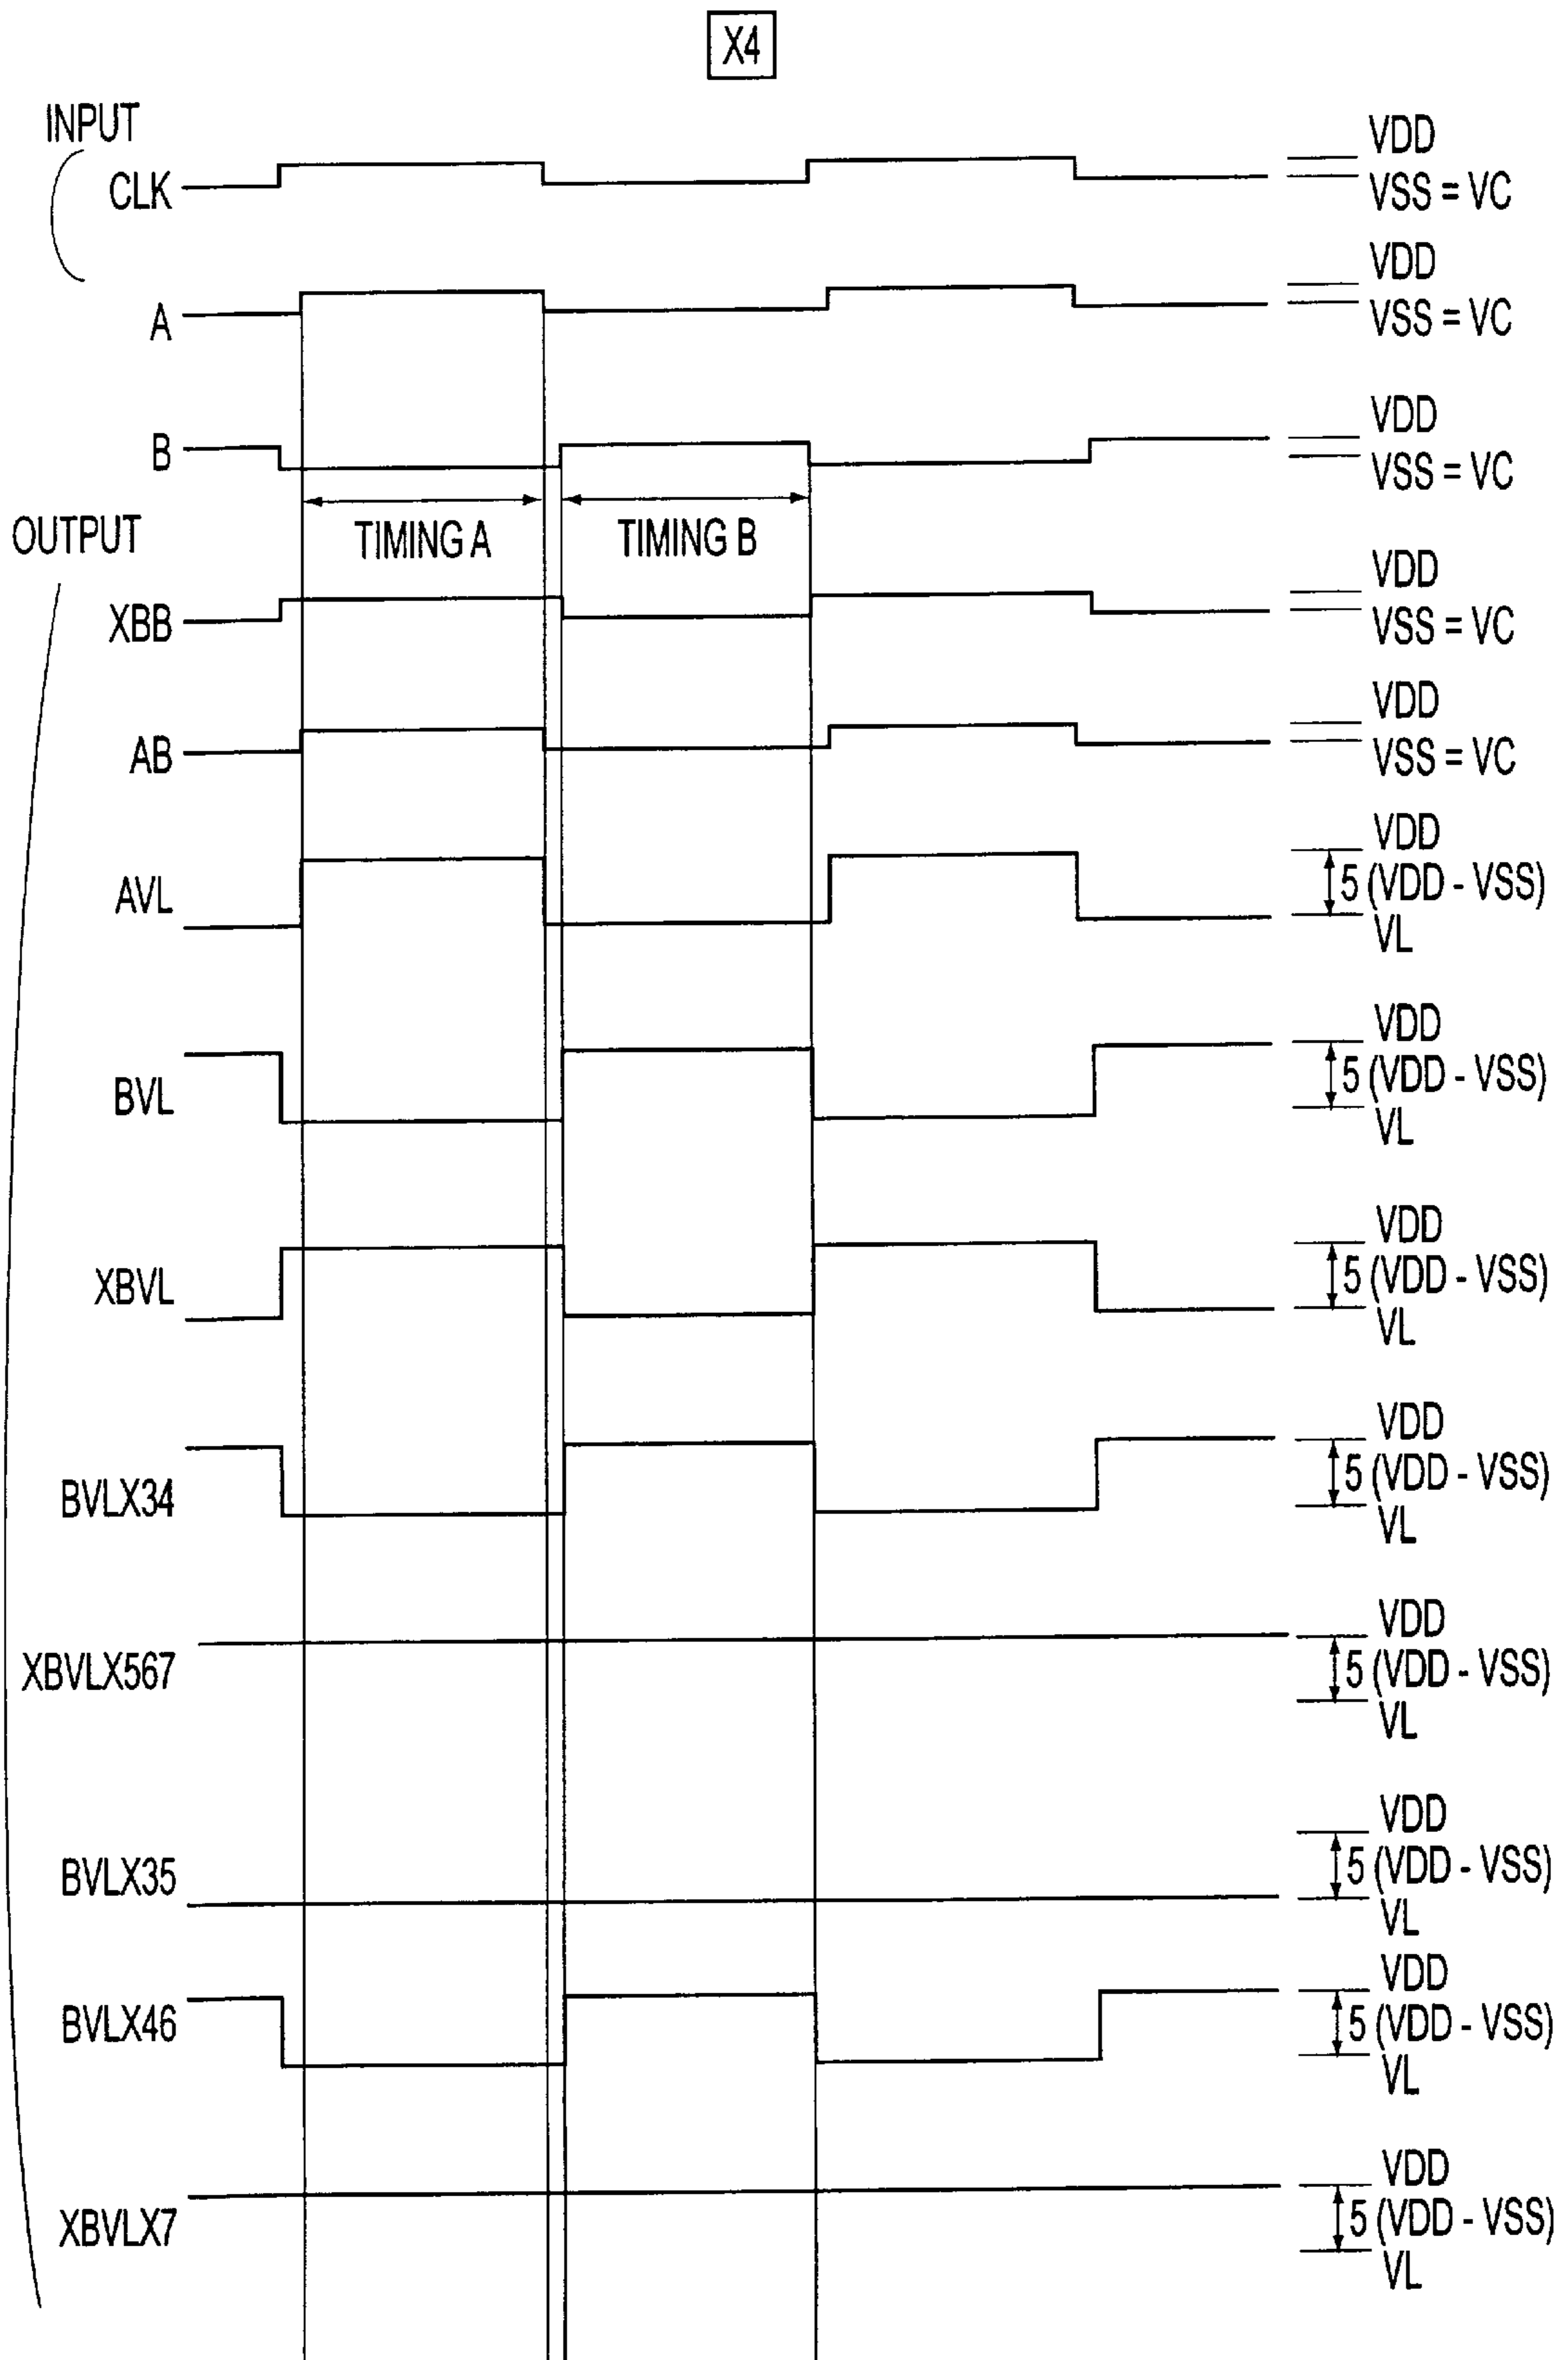 X4
INPUT
CLK
VDD
VSS = VC
A
VDD
VSS = VC
B
VDD
VSS = VC
TIMING A
TIMING B
OUTPUT
XBB
VDD
VSS = VC
AB
VDD
VSS = VC
AVL
VDD
5 (VDD - VSS)
VL
BVL
VDD
5 (VDD - VSS)
VL
XBVL
VDD
5 (VDD - VSS)
VL
BVLX34
VDD
5 (VDD - VSS)
VL
XBVLX567
VDD
5 (VDD - VSS)
VL
BVLX35
VDD
5 (VDD - VSS)
VL
BVLX46
VDD
5 (VDD - VSS)
VL
XBVLX7
VDD
5 (VDD - VSS)
VL